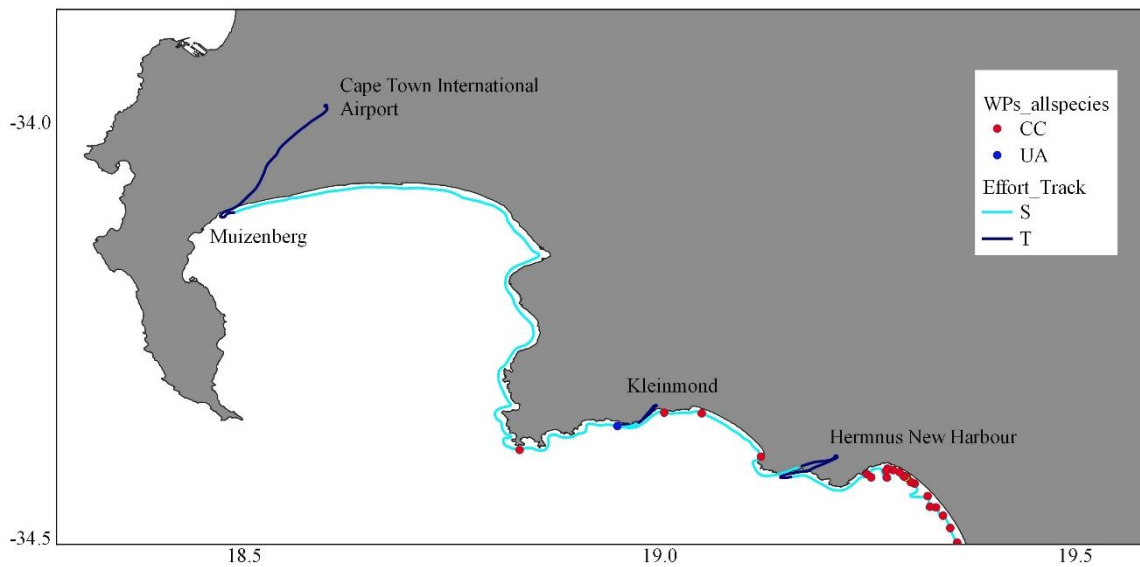 Cape Town International
Airport
-34.0
WPs_allspecies
CC
UA
Effort_Track
S
T
Muizenberg
Kleinmond
Hermnus New Harbour
-34.5
18.5
19.0
19.5